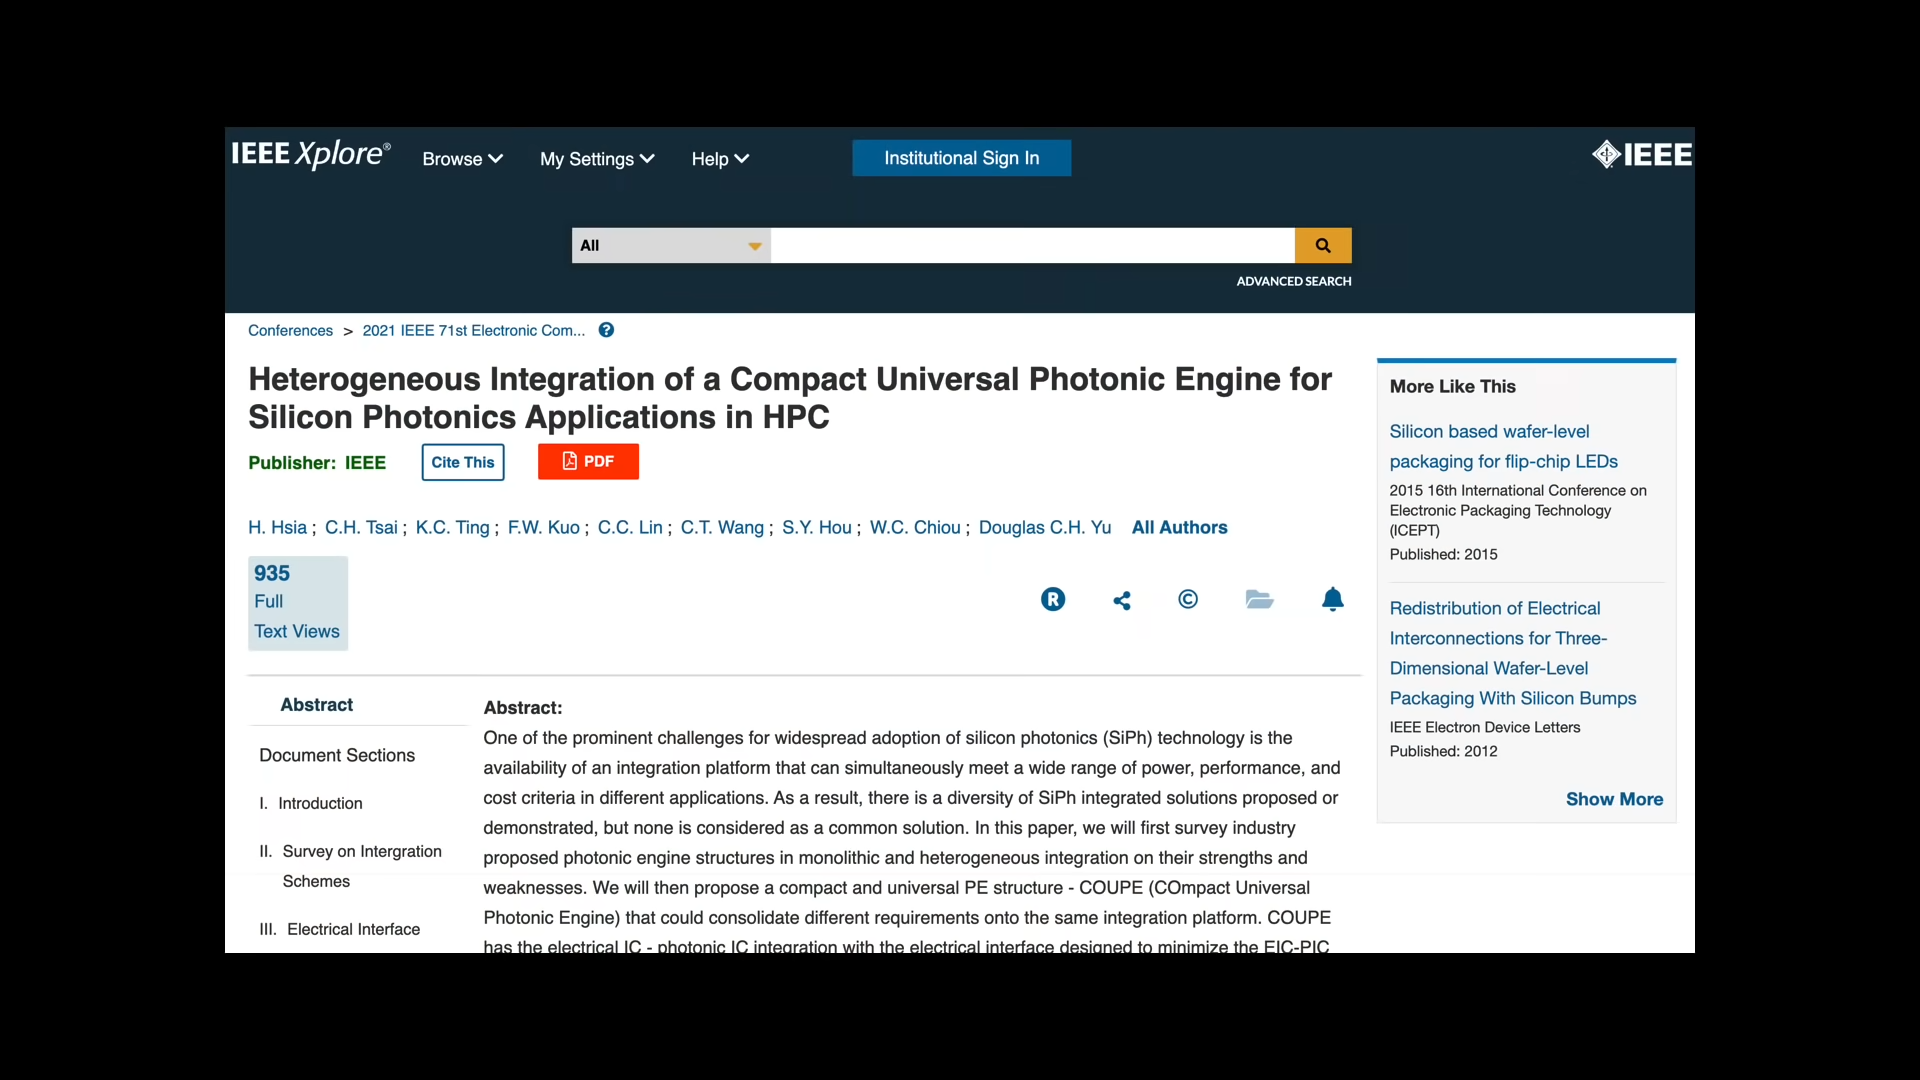 IEEE Xplore®
Browse
My Settings
Help
Institutional Sign In
IEEE
All
ADVANCED SEARCH
Conferences > 2021 IEEE 71st Electronic Com...
Heterogeneous Integration of a Compact Universal Photonic Engine for
Silicon Photonics Applications in HPC
Publisher: IEEE
Cite This
PDF
H. Hsia ; C.H. Tsai ; K.C. Ting ; F.W. Kuo ; C.C. Lin ; C.T. Wang ; S.Y. Hou ; W.C. Chiou ; Douglas C.H. Yu All Authors
935
Full
Text Views
R
©
Abstract
Document Sections
I. Introduction
II. Survey on Intergration
Schemes
III. Electrical Interface
Abstract:
One of the prominent challenges for widespread adoption of silicon photonics (SiPh) technology is the
availability of an integration platform that can simultaneously meet a wide range of power, performance, and
cost criteria in different applications. As a result, there is a diversity of SiPh integrated solutions proposed or
demonstrated, but none is considered as a common solution. In this paper, we will first survey industry
proposed photonic engine structures in monolithic and heterogeneous integration on their strengths and
weaknesses. We will then propose a compact and universal PE structure - COUPE (COmpact Universal
Photonic Engine) that could consolidate different requirements onto the same integration platform. COUPE
has the electrical IC - photonic IC integration with the electrical interface designed to minimize the EIC-PIC
More Like This
Silicon based wafer-level
packaging for flip-chip LEDs
2015 16th International Conference on
Electronic Packaging Technology
(ICEPT)
Published: 2015
Redistribution of Electrical
Interconnections for Three-
Dimensional Wafer-Level
Packaging With Silicon Bumps
IEEE Electron Device Letters
Published: 2012
Show More